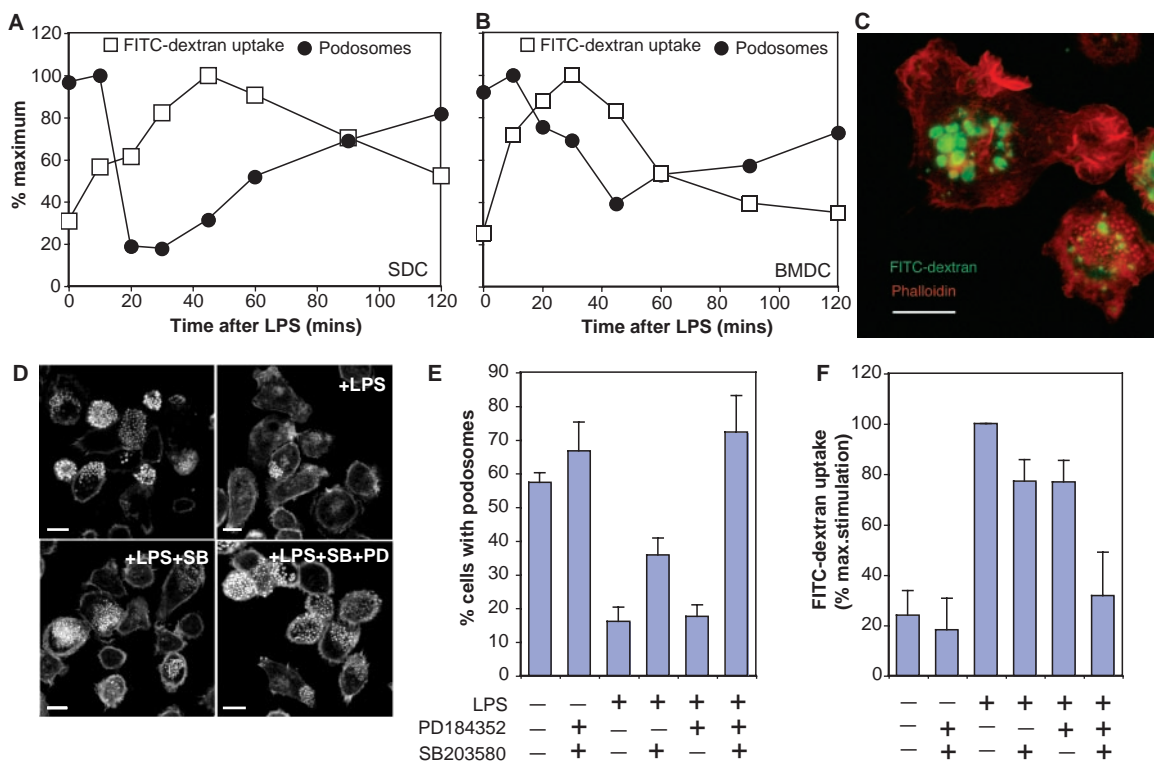 A
FITC-dextran uptake Podosomes
% maximum
120
100
80
60
40
20
0
SDC
0 20 40 60 80 100 120
Time after LPS (mins)
B
FITC-dextran uptake Podosomes
BMDC
0 20 40 60 80 100 120
Time after LPS (mins)
C
FITC-dextran
Phalloidin
D
+LPS
+LPS+SB
+LPS+SB+PD
E
% cells with podosomes
90
80
70
60
50
40
30
20
10
0
LPS — — + + + +
PD184352 — + — — + +
SB203580 — + — + — +
F
FITC-dextran uptake
(% max.stimulation)
120
100
80
60
40
20
0
— — + + + +
— + — — + +
— + — + — +